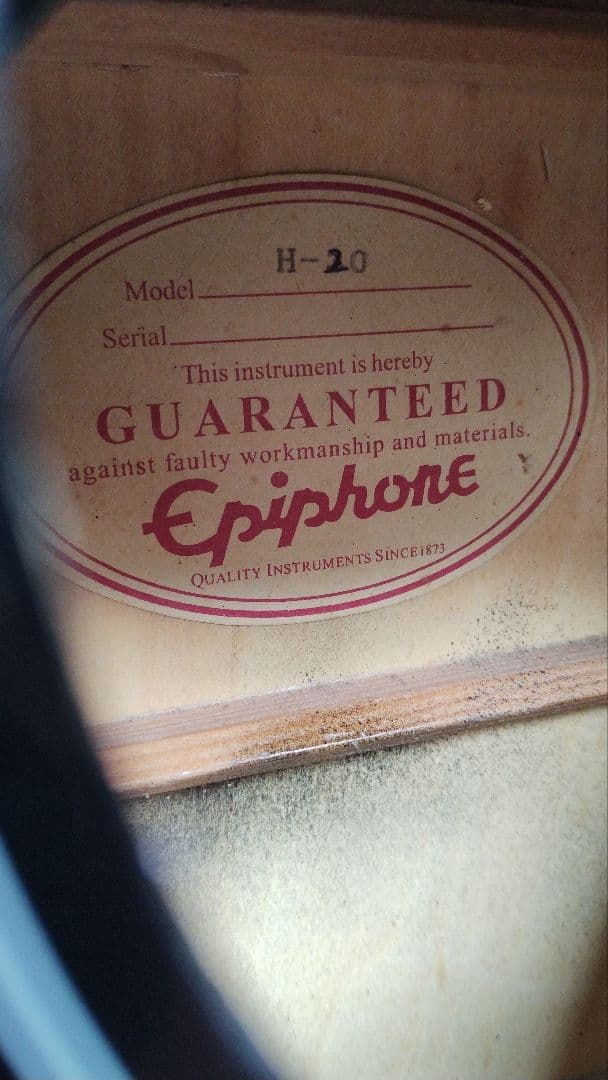 H-20
Model
Serial
This instrument is hereby
GUARANTEED
against faulty workmanship and materials.
Epiphone
QUALITY INSTRUMENTS SINCE 1873